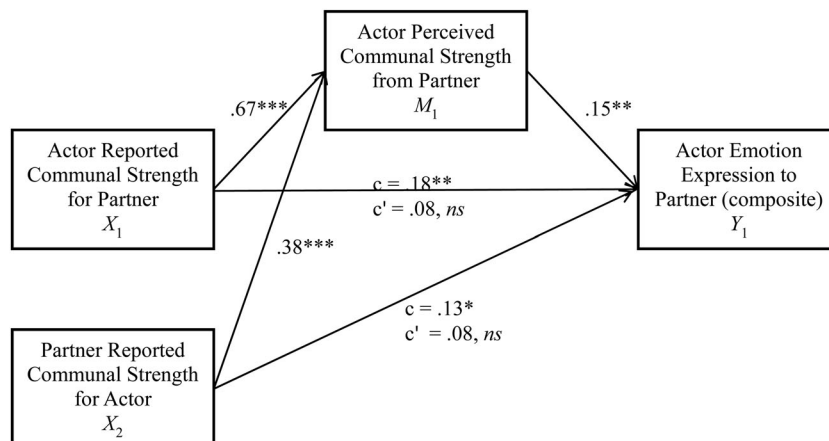 Actor Perceived
Communal Strength
from Partner
M1
.67***
.15**
Actor Reported
Communal Strength
for Partner
X1
c = .18**
c' = .08, ns
Actor Emotion
Expression to
Partner (composite)
Y1
.38***
c = .13*
c' = .08, ns
Partner Reported
Communal Strength
for Actor
X2